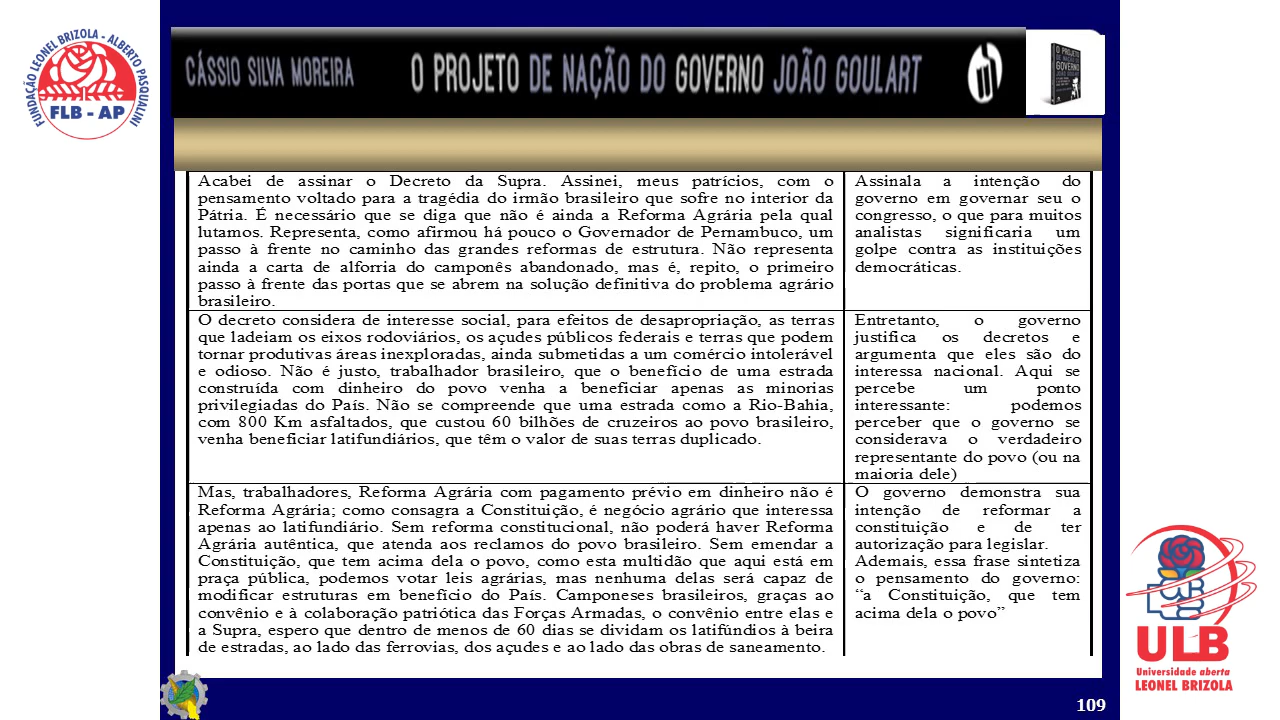 FUNDAÇÃO LEONEL BRIZOLA - ALBERTO PASQUALINI
FLB - AP
CÁSSIO SILVA MOREIRA
O PROJETO DE NAÇÃO DO GOVERNO JOÃO GOULART
O PROJETO
DE NAÇÃO DO
GOVERNO
JOÃO GOULART
Acabei de assinar o Decreto da Supra. Assinei, meus patrícios, com o
pensamento voltado para a tragédia do irmão brasileiro que sofre no interior da
Pátria. É necessário que se diga que não é ainda a Reforma Agrária pela qual
lutamos. Representa, como afirmou há pouco o Governador de Pernambuco, um
passo à frente no caminho das grandes reformas de estrutura. Não representa
ainda a carta de alforria do camponês abandonado, mas é, repito, o primeiro
passo à frente das portas que se abrem na solução definitiva do problema agrário
brasileiro.
Assinala a intenção do
governo em governar seu o
congresso, o que para muitos
analistas significaria um
golpe contra as instituições
democráticas.
O decreto considera de interesse social, para efeitos de desapropriação, as terras
que ladeiam os eixos rodoviários, os açudes públicos federais e terras que podem
tornar produtivas áreas inexploradas, ainda submetidas a um comércio intolerável
e odioso. Não é justo, trabalhador brasileiro, que o benefício de uma estrada
construída com dinheiro do povo venha a beneficiar apenas as minorias
privilegiadas do País. Não se compreende que uma estrada como a Rio-Bahia,
com 800 Km asfaltados, que custou 60 bilhões de cruzeiros ao povo brasileiro,
venha beneficiar latifundiários, que têm o valor de suas terras duplicado.
Entretanto, o governo
justifica os decretos e
argumenta que eles são do
interessa nacional. Aqui se
percebe um ponto
interessante: podemos
perceber que o governo se
considerava o verdadeiro
representante do povo (ou na
maioria dele)
Mas, trabalhadores, Reforma Agrária com pagamento prévio em dinheiro não é
Reforma Agrária; como consagra a Constituição, é negócio agrário que interessa
apenas ao latifundiário. Sem reforma constitucional, não poderá haver Reforma
Agrária autêntica, que atenda aos reclamos do povo brasileiro. Sem emendar a
Constituição, que tem acima dela o povo, como esta multidão que aqui está em
praça pública, podemos votar leis agrárias, mas nenhuma delas será capaz de
modificar estruturas em benefício do País. Camponeses brasileiros, graças ao
convênio e à colaboração patriótica das Forças Armadas, o convênio entre elas e
a Supra, espero que dentro de menos de 60 dias se dividam os latifúndios à beira
de estradas, ao lado das ferrovias, dos açudes e ao lado das obras de saneamento.
O governo demonstra sua
intenção de reformar a
constituição e de ter
autorização para legislar.
Ademais, essa frase sintetiza
o pensamento do governo:
“a Constituição, que tem
acima dela o povo”
ULB
Universidade aberta
LEONEL BRIZOLA
109